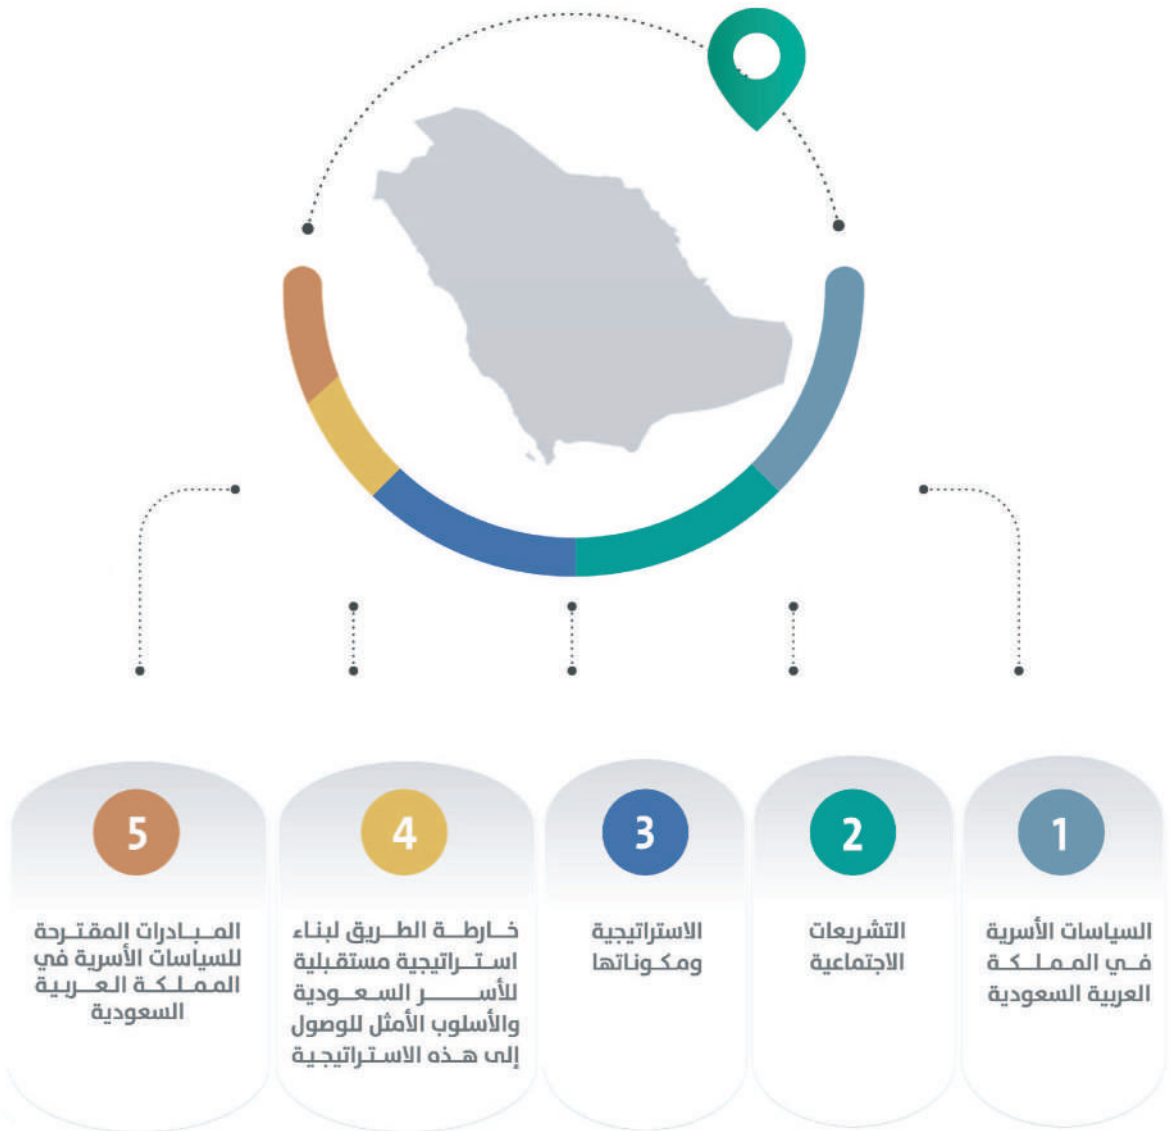 1
السياسات الأسرية
في المملكة
العربية السعودية
2
التشريعات
الاجتماعية
3
الاستراتيجية
ومكوناتها
4
خارطة الطريق لبناء
استراتيجية مستقبلية
للأسر السعودية
والأسلوب الأمثل للوصول
إلى هذه الاستراتيجية
5
المبادرات المقترحة
للسياسات الأسرية في
المملكة العربية
السعودية